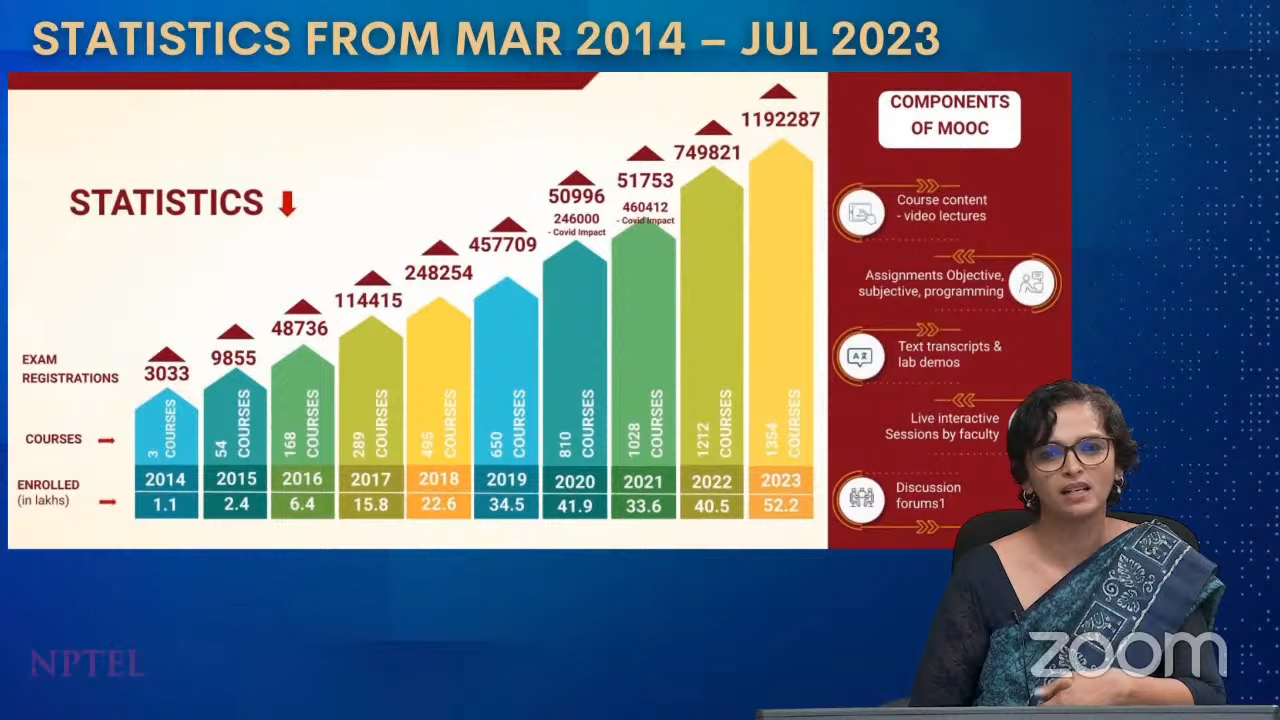 STATISTICS FROM MAR 2014 – JUL 2023
STATISTICS
EXAM
REGISTRATIONS
COURSES
ENROLLED
(in lakhs)
3033
3 COURSES
2014
1.1
9855
54 COURSES
2015
2.4
48736
168 COURSES
2016
6.4
114415
289 COURSES
2017
15.8
248254
495 COURSES
2018
22.6
457709
650 COURSES
2019
34.5
50996
246000
- Covid Impact
810 COURSES
2020
41.9
51753
460412
- Covid Impact
1028 COURSES
2021
33.6
749821
1212 COURSES
2022
40.5
1192287
1354 COURSES
2023
52.2
COMPONENTS
OF MOOC
Course content
- video lectures
Assignments Objective,
subjective, programming
Text transcripts &
lab demos
Live interactive
Sessions by faculty
Discussion
forums1
A
NPTEL
zoom